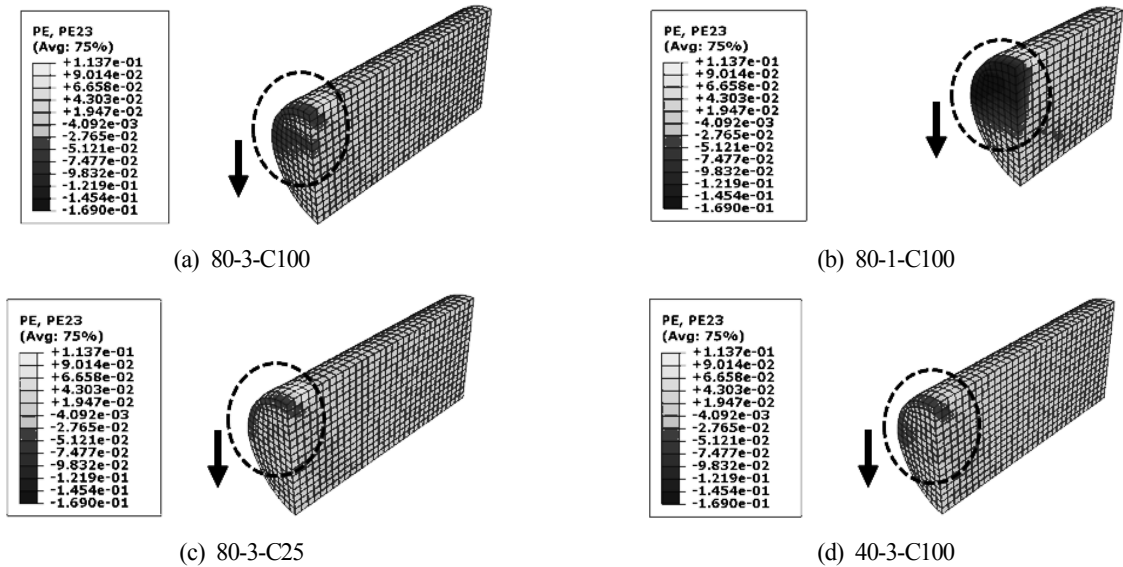 PE, PE23
(Avg: 75%)
+1.137e-01
+9.014e-02
+6.658e-02
+4.303e-02
+1.947e-02
-4.092e-03
-2.765e-02
-5.121e-02
-7.477e-02
-9.832e-02
-1.219e-01
-1.454e-01
-1.690e-01
(a) 80-3-C100
PE, PE23
(Avg: 75%)
+1.137e-01
+9.014e-02
+6.658e-02
+4.303e-02
+1.947e-02
-4.092e-03
-2.765e-02
-5.121e-02
-7.477e-02
-9.832e-02
-1.219e-01
-1.454e-01
-1.690e-01
(b) 80-1-C100
PE, PE23
(Avg: 75%)
+1.137e-01
+9.014e-02
+6.658e-02
+4.303e-02
+1.947e-02
-4.092e-03
-2.765e-02
-5.121e-02
-7.477e-02
-9.832e-02
-1.219e-01
-1.454e-01
-1.690e-01
(c) 80-3-C25
PE, PE23
(Avg: 75%)
+1.137e-01
+9.014e-02
+6.658e-02
+4.303e-02
+1.947e-02
-4.092e-03
-2.765e-02
-5.121e-02
-7.477e-02
-9.832e-02
-1.219e-01
-1.454e-01
-1.690e-01
(d) 40-3-C100